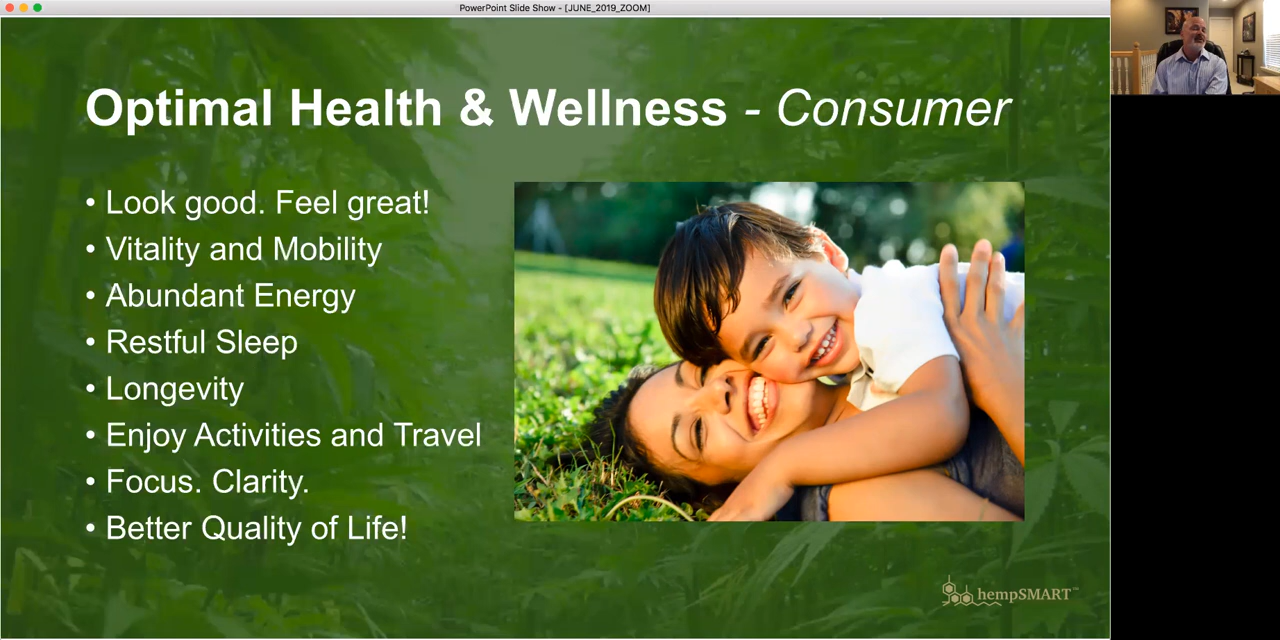 PowerPoint Slide Show - [JUNE_2019_ZOOM]
Optimal Health & Wellness - Consumer
• Look good. Feel great!
• Vitality and Mobility
• Abundant Energy
• Restful Sleep
• Longevity
• Enjoy Activities and Travel
• Focus. Clarity.
• Better Quality of Life!
hempSMART™